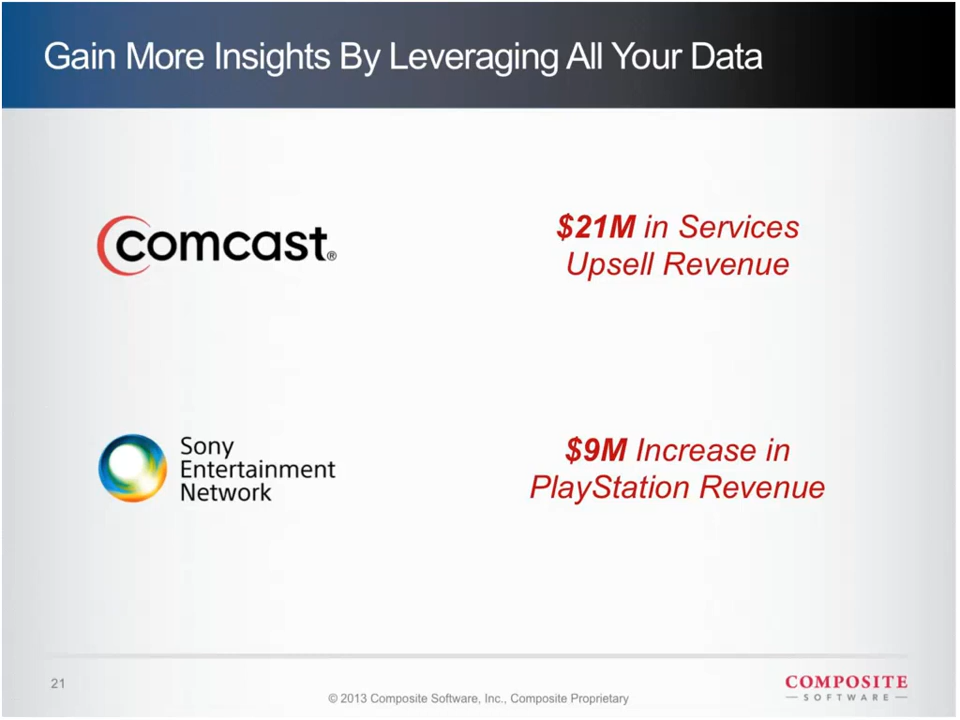 Gain More Insights By Leveraging All Your Data
comcast®
$21M in Services
Upsell Revenue
Sony
Entertainment
Network
$9M Increase in
PlayStation Revenue
21
© 2013 Composite Software, Inc., Composite Proprietary
COMPOSITE
SOFTWARE